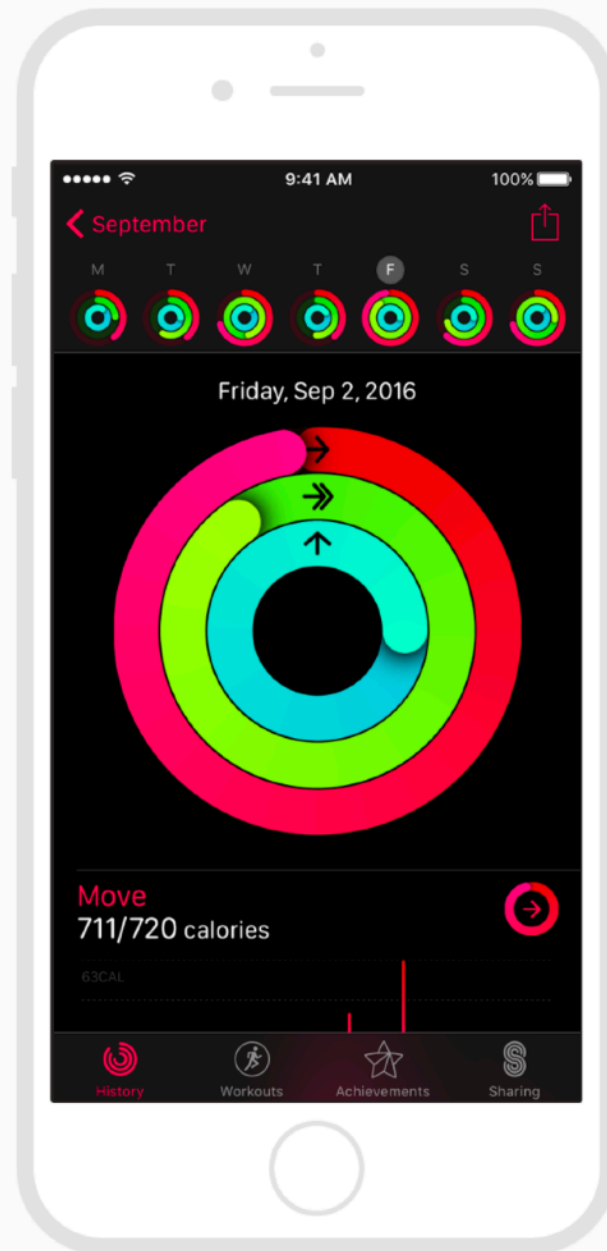 9:41 AM
100%
September
M T W T F S S
Friday, Sep 2, 2016
Move
711/720 calories
63CAL
History Workouts Achievements Sharing